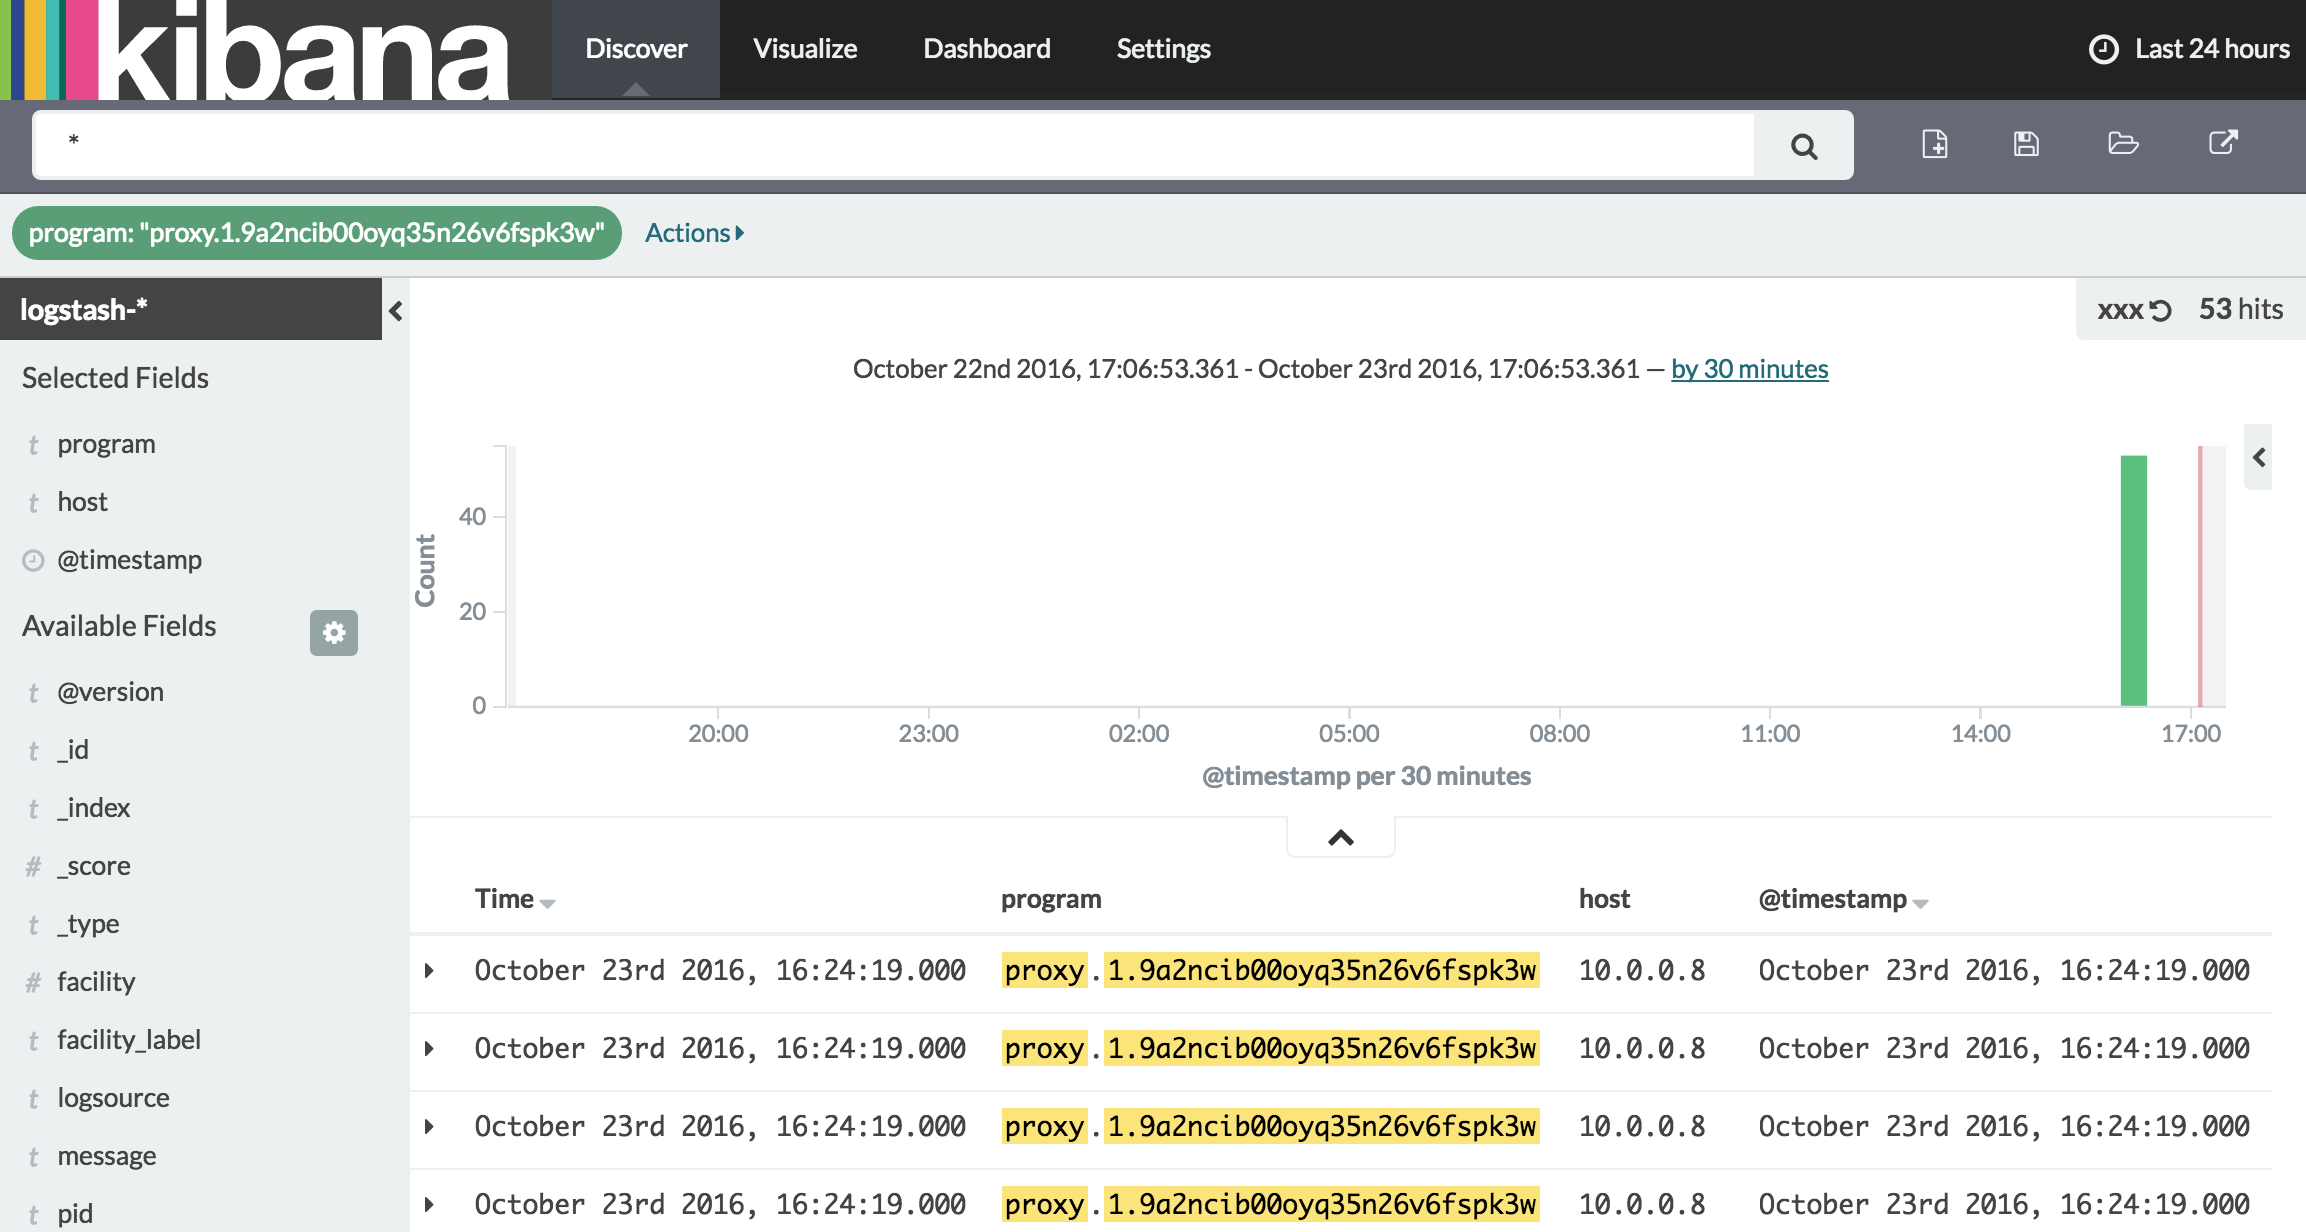 kibana Discover Visualize Dashboard Settings Last 24 hours
*
program: "proxy.1.9a2ncib00oyq35n26v6fspk3w" Actions
logstash-*
xxx 53 hits
Selected Fields
October 22nd 2016, 17:06:53.361 - October 23rd 2016, 17:06:53.361 — by 30 minutes
t program
t host
@timestamp
Available Fields
t @version
t _id
t _index
# _score
t _type
# facility
t facility_label
t logsource
t message
t pid
Count
40
20
0
20:00 23:00 02:00 05:00 08:00 11:00 14:00 17:00
@timestamp per 30 minutes
Time program host @timestamp
October 23rd 2016, 16:24:19.000 proxy.1.9a2ncib00oyq35n26v6fspk3w 10.0.0.8 October 23rd 2016, 16:24:19.000
October 23rd 2016, 16:24:19.000 proxy.1.9a2ncib00oyq35n26v6fspk3w 10.0.0.8 October 23rd 2016, 16:24:19.000
October 23rd 2016, 16:24:19.000 proxy.1.9a2ncib00oyq35n26v6fspk3w 10.0.0.8 October 23rd 2016, 16:24:19.000
October 23rd 2016, 16:24:19.000 proxy.1.9a2ncib00oyq35n26v6fspk3w 10.0.0.8 October 23rd 2016, 16:24:19.000